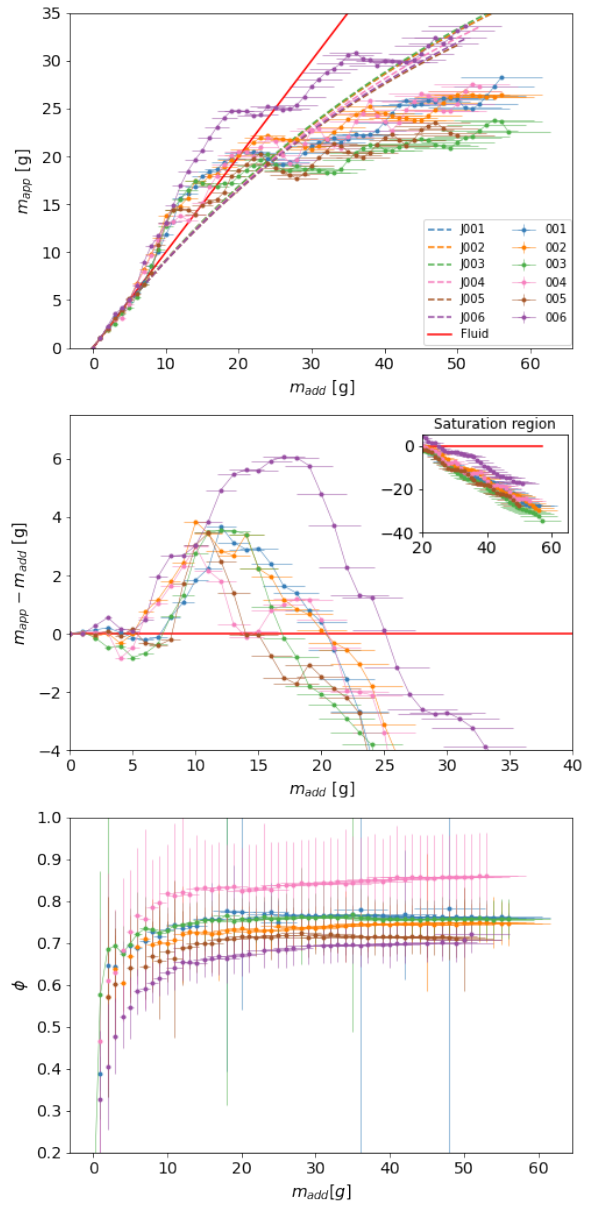 35
30
25
20
15
10
5
0
m_app [g]
J001 001
J002 002
J003 003
J004 004
J005 005
J006 006
Fluid
0 10 20 30 40 50 60
m_add [g]
6
4
2
0
−2
−4
m_app − m_add [g]
Saturation region
0
−20
−40
20 40 60
0 5 10 15 20 25 30 35 40
m_add [g]
1.0
0.9
0.8
0.7
0.6
0.5
0.4
0.3
0.2
ϕ
0 10 20 30 40 50 60
m_add[g]